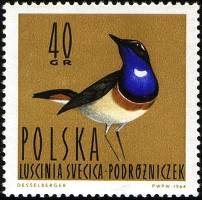 40
GR
POLSKA
LUSCINIA SVECICA-PODRÓŻNICZEK
DESSELBERGER PWPW-1964